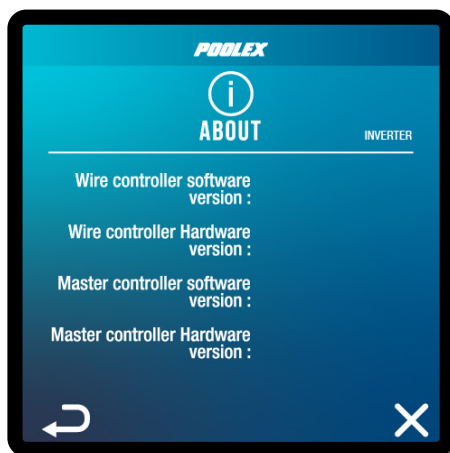 POOLEX
i
ABOUT
INVERTER
Wire controller software
version :
Wire controller Hardware
version :
Master controller software
version :
Master controller Hardware
version :